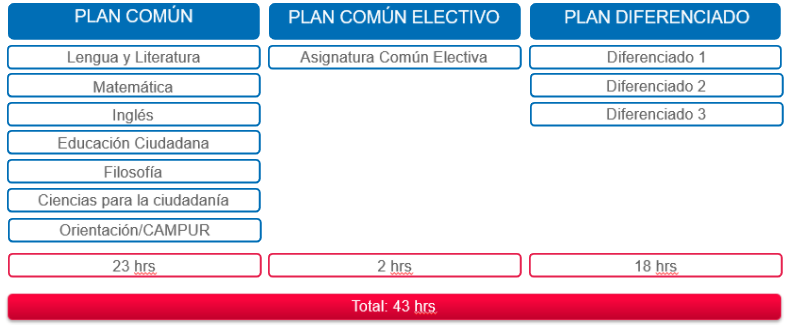 PLAN COMÚN
Lengua y Literatura
Matemática
Inglés
Educación Ciudadana
Filosofía
Ciencias para la ciudadanía
Orientación/CAMPUR
23 hrs
PLAN COMÚN ELECTIVO
Asignatura Común Electiva
2 hrs
PLAN DIFERENCIADO
Diferenciado 1
Diferenciado 2
Diferenciado 3
18 hrs
Total: 43 hrs